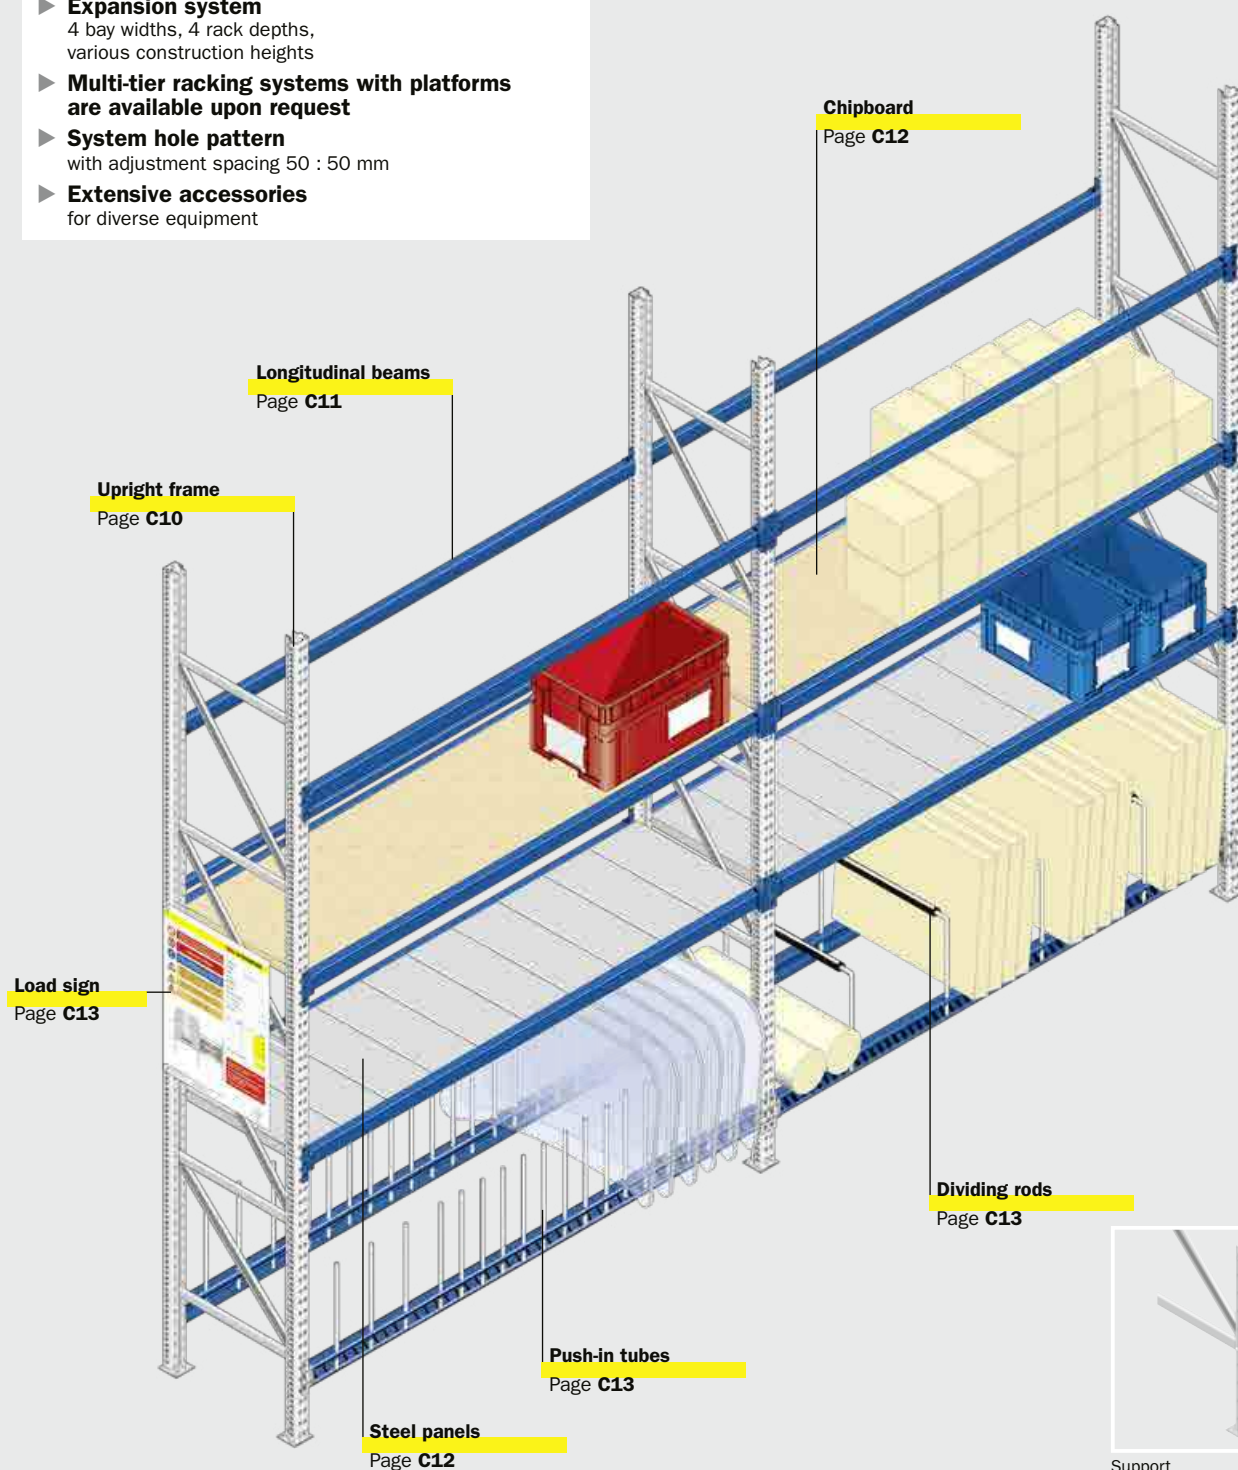 Expansion system
4 bay widths, 4 rack depths,
various construction heights
Multi-tier racking systems with platforms
are available upon request
System hole pattern
with adjustment spacing 50 : 50 mm
Extensive accessories
for diverse equipment
Chipboard
Page C12
Longitudinal beams
Page C11
Upright frame
Page C10
Load sign
Page C13
Dividing rods
Page C13
Push-in tubes
Page C13
Steel panels
Page C12
Support